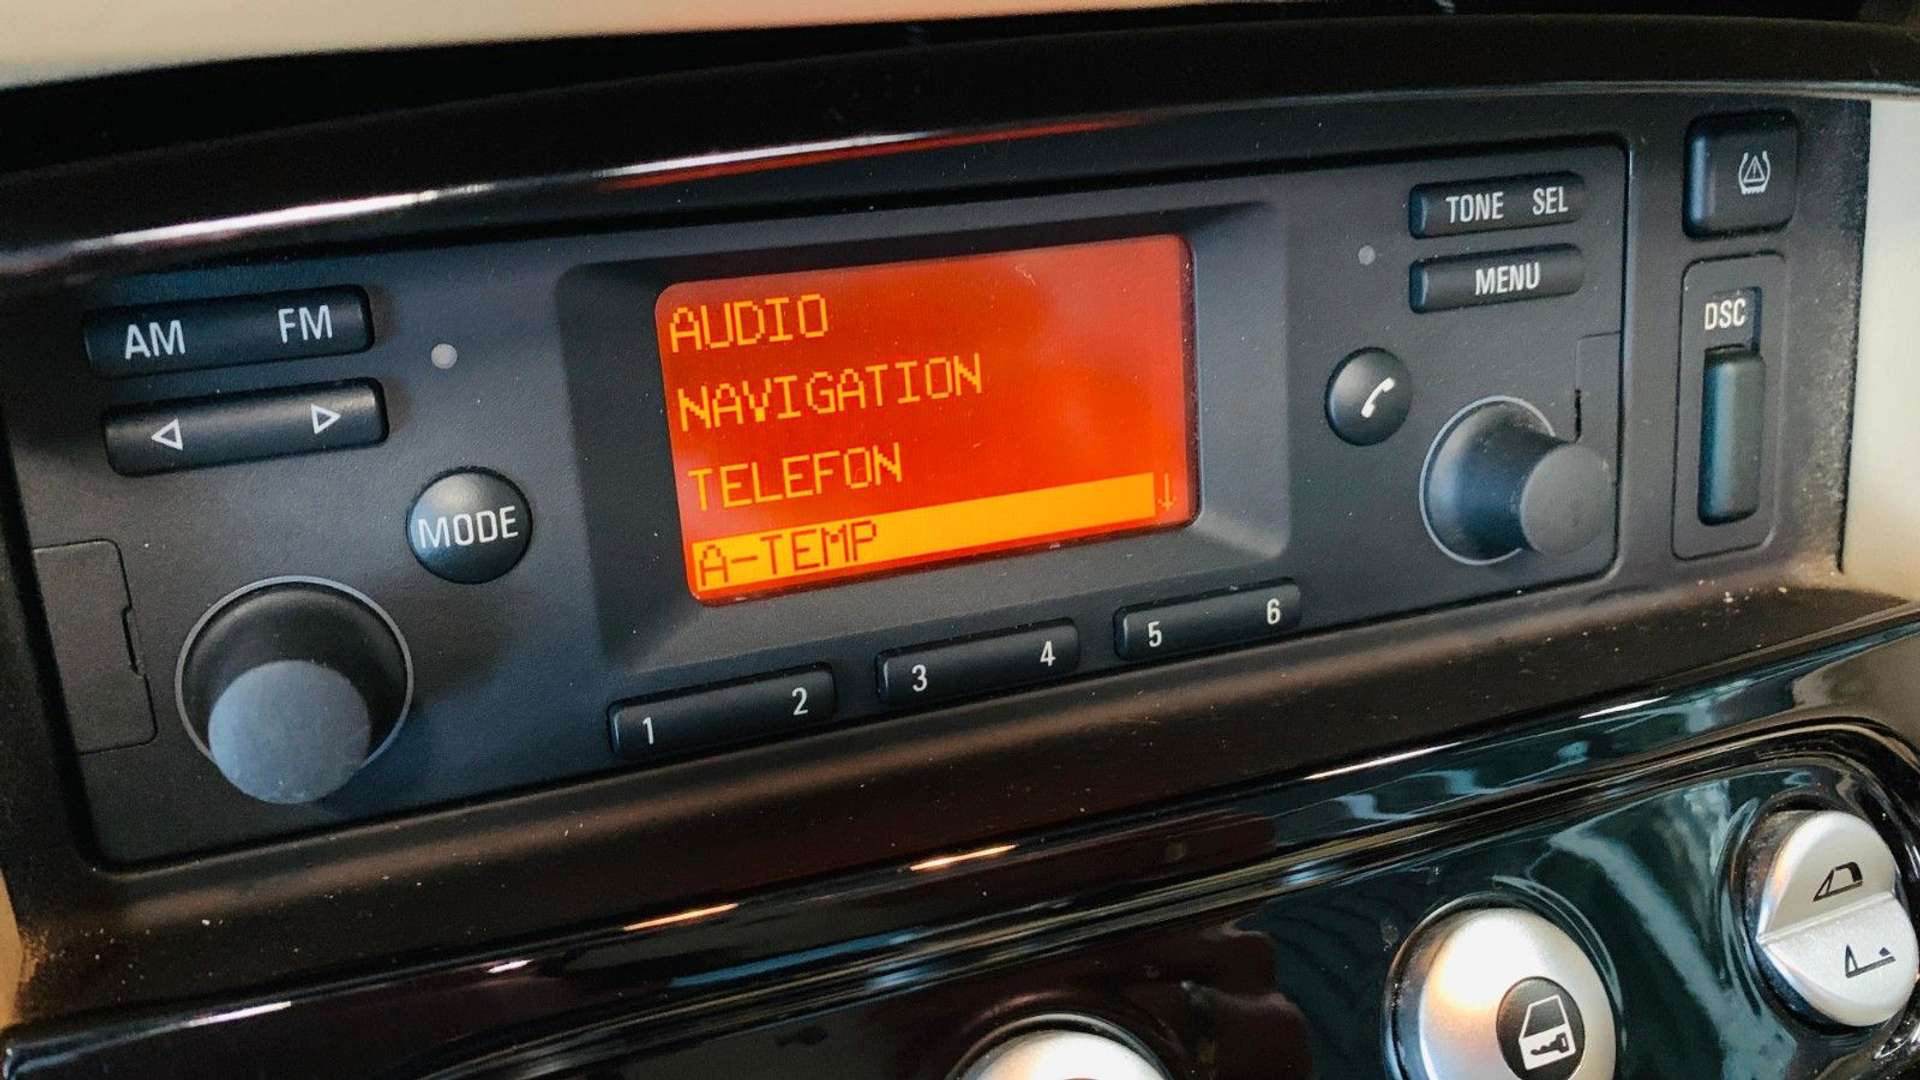 AM FM
MODE
AUDIO
NAVIGATION
TELEFON
A-TEMP
1 2 3 4 5 6
TONE SEL
MENU
DSC